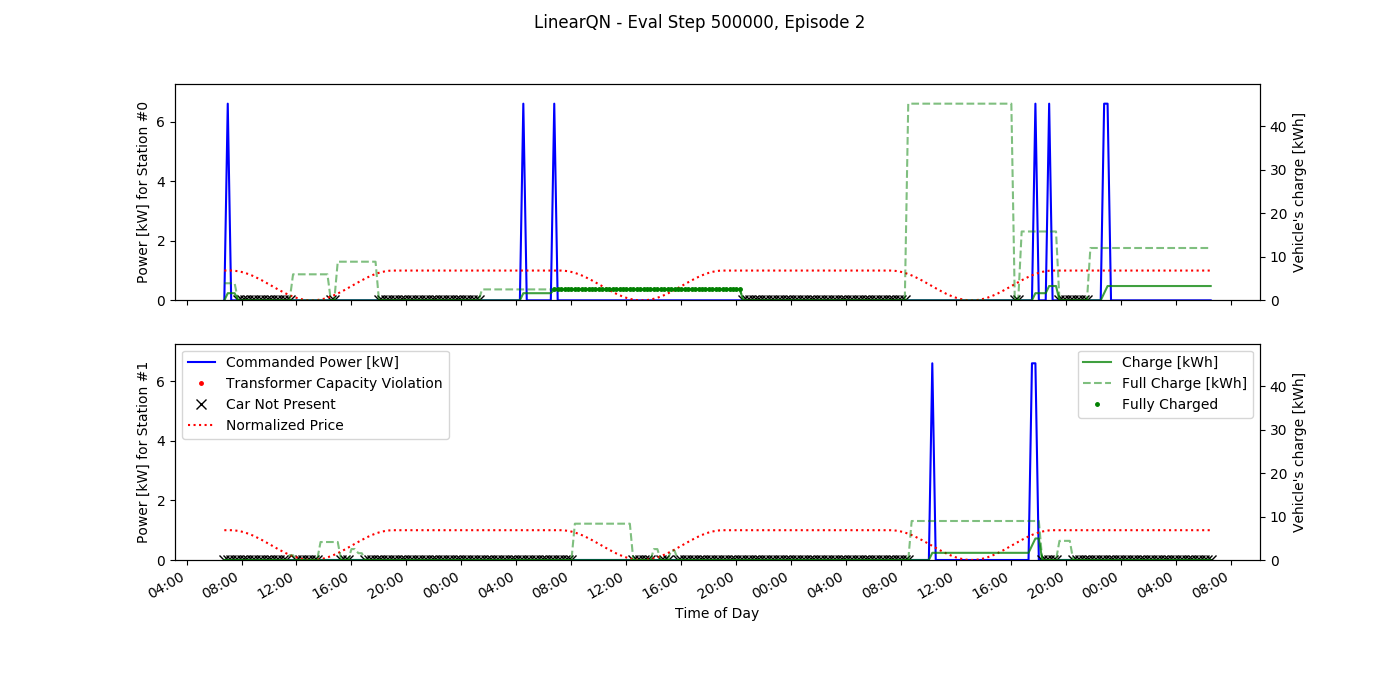 LinearQN - Eval Step 500000, Episode 2
Power [kW] for Station #0
6
4
2
0
40
30
20
10
0
Vehicle's charge [kWh]
Power [kW] for Station #1
6
4
2
0
Commanded Power [kW]
Transformer Capacity Violation
Car Not Present
Normalized Price
Charge [kWh]
Full Charge [kWh]
Fully Charged
40
30
20
10
0
Vehicle's charge [kWh]
04:00 08:00 12:00 16:00 20:00 00:00 04:00 08:00 12:00 16:00 20:00 00:00 04:00 08:00 12:00 16:00 20:00 00:00 04:00 08:00
Time of Day